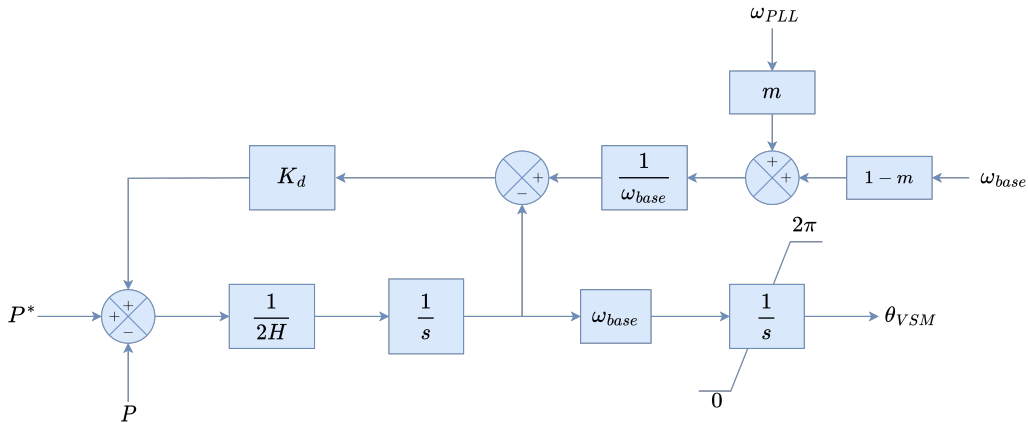 ω_PLL
m
K_d
+
−
1/ω_base
+
+
1 − m
ω_base
2π
P*
+
+
−
1/2H
1/s
ω_base
1/s
θ_VSM
0
P